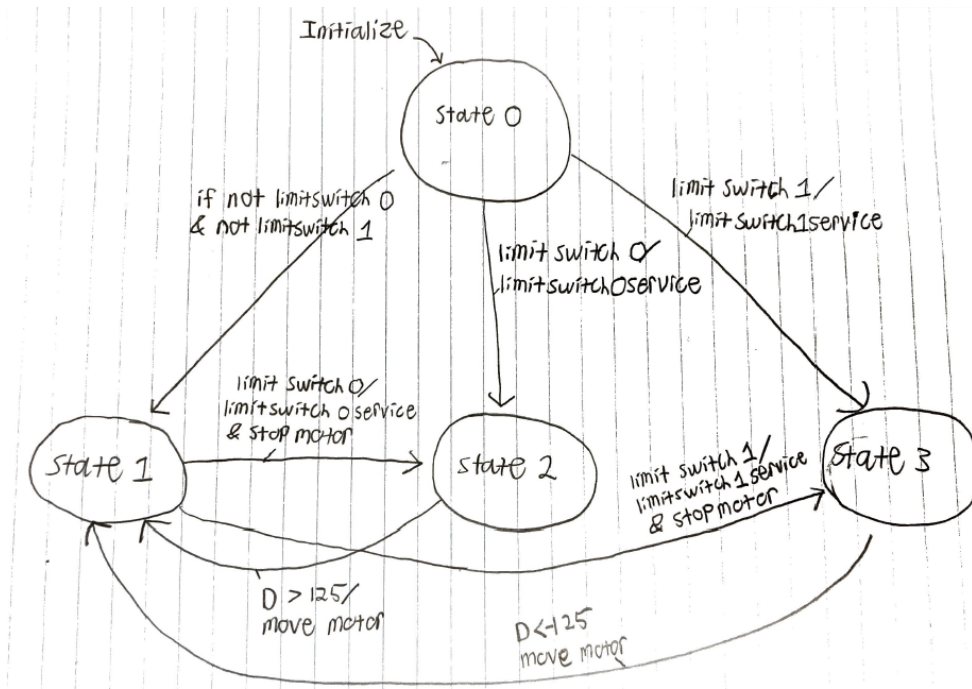 Initialize
State 0
if not limitswitch 0
& not limitswitch 1
limit switch 0/
limitswitch0service
limit switch 1/
limitswitch1service
limit switch 0/
limitswitch 0 service
& stop motor
State 1
State 2
limit switch 1/
limitswitch 1 service
& stop motor
State 3
D > 125/
move motor
D<-125
move motor